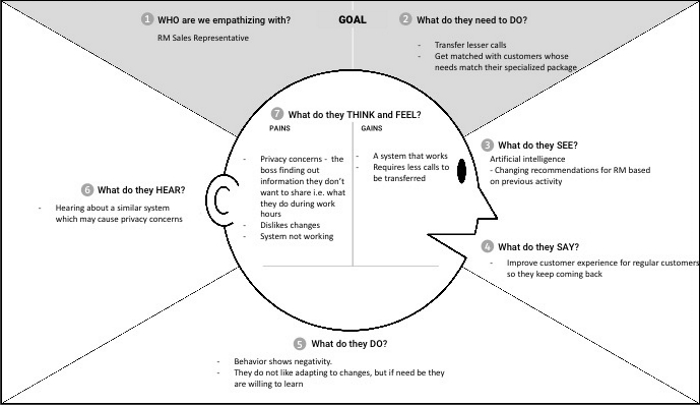 1 WHO are we empathizing with?
RM Sales Representative
GOAL
2 What do they need to DO?
- Transfer lesser calls
- Get matched with customers whose
needs match their specialized package
7 What do they THINK and FEEL?
PAINS
- Privacy concerns - the
boss finding out
information they don't
want to share i.e. what
they do during work
hours
- Dislikes changes
- System not working
GAINS
- A system that works
- Requires less calls to
be transferred
3 What do they SEE?
Artificial intelligence
- Changing recommendations for RM based
on previous activity
4 What do they SAY?
- Improve customer experience for regular customers
so they keep coming back
5 What do they DO?
- Behavior shows negativity.
- They do not like adapting to changes, but if need be they
are willing to learn
6 What do they HEAR?
- Hearing about a similar system
which may cause privacy concerns